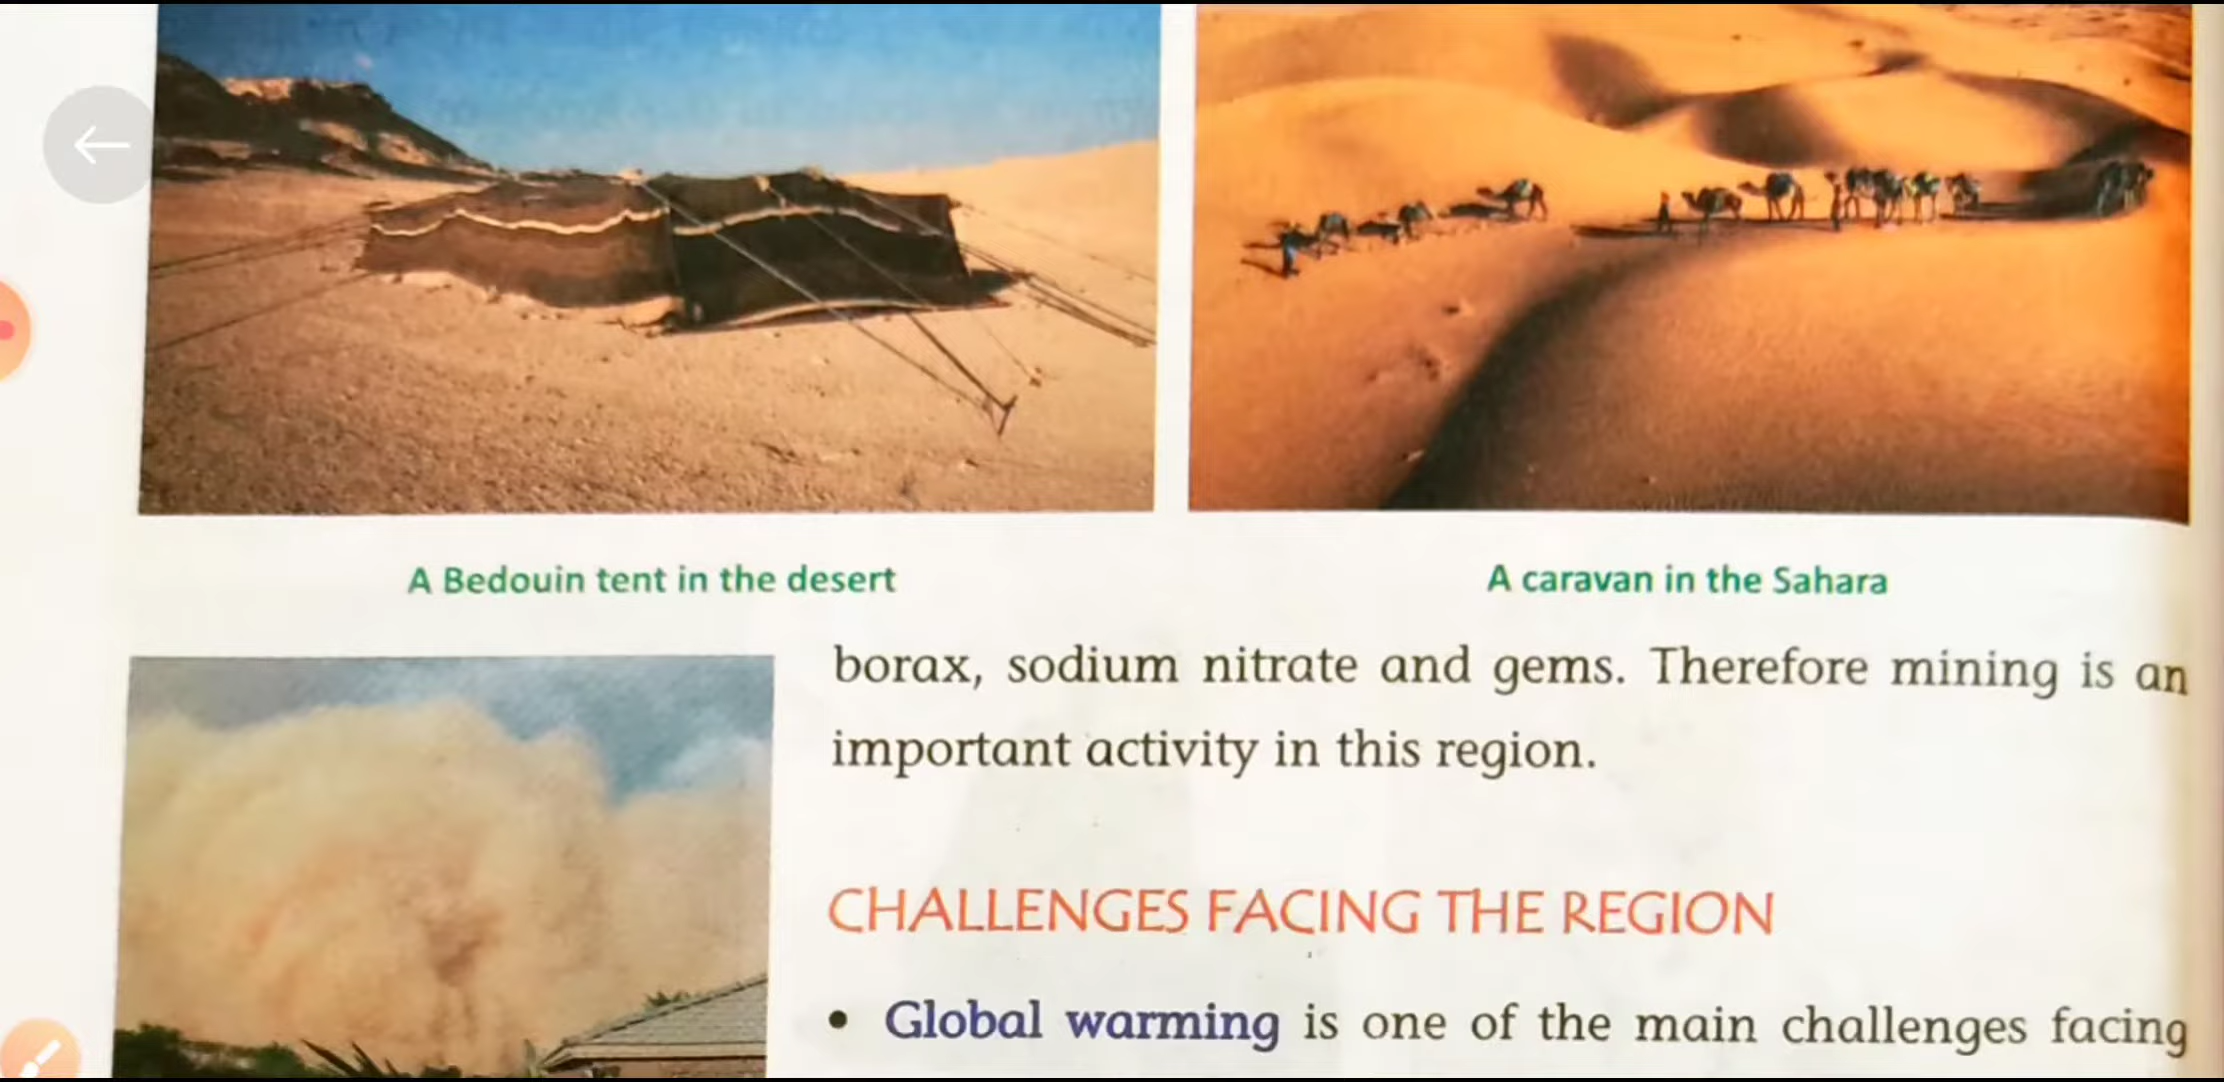 A Bedouin tent in the desert
A caravan in the Sahara
borax, sodium nitrate and gems. Therefore mining is an
important activity in this region.
CHALLENGES FACING THE REGION
• Global warming is one of the main challenges facing